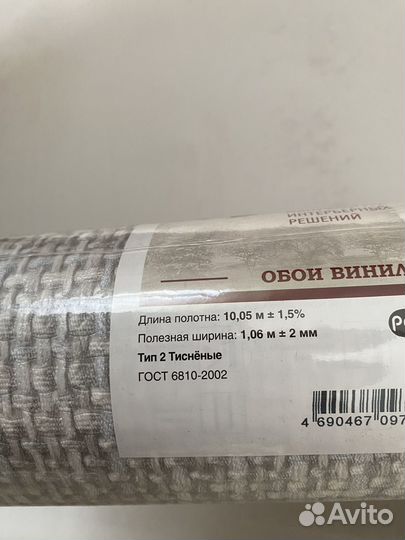 ИНТЕРЬЕРНЫХ
РЕШЕНИЙ
ОБОИ ВИНИЛ
Длина полотна: 10,05 м ± 1,5%
Полезная ширина: 1,06 м ± 2 мм
Тип 2 Тиснёные
ГОСТ 6810-2002
4 690467 097
Avito